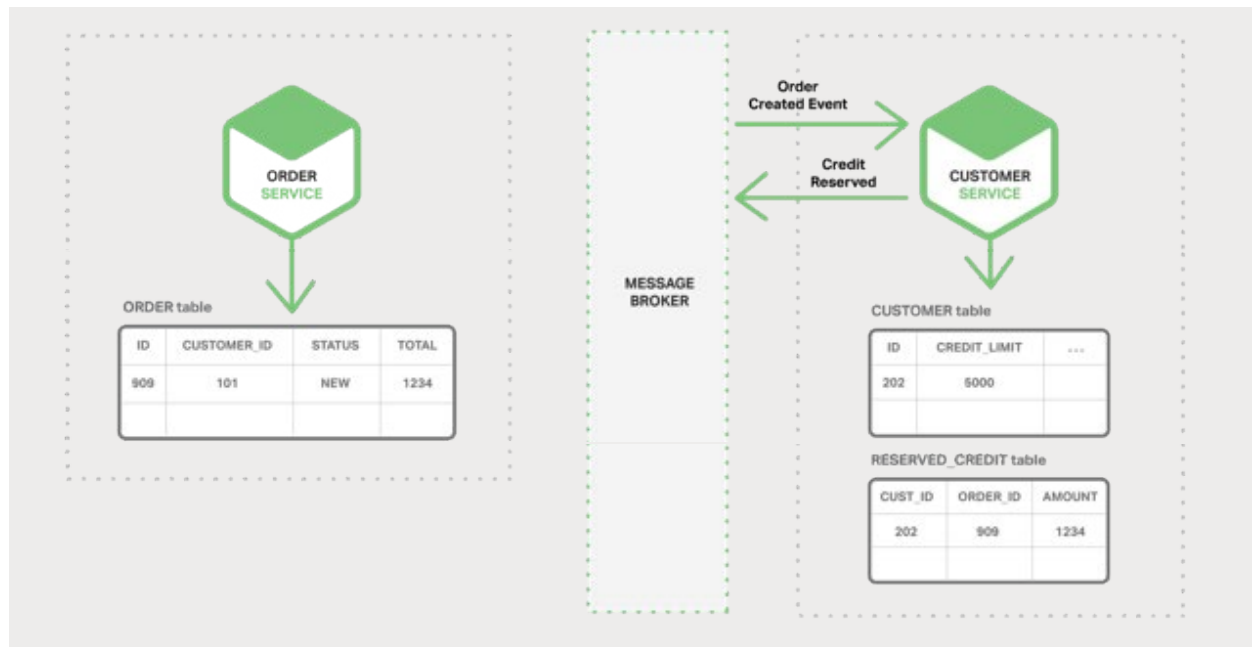 ORDER
SERVICE
ORDER table
ID CUSTOMER_ID STATUS TOTAL
909 101 NEW 1234
MESSAGE
BROKER
Order
Created Event
Credit
Reserved
CUSTOMER
SERVICE
CUSTOMER table
ID CREDIT_LIMIT ...
202 5000
RESERVED_CREDIT table
CUST_ID ORDER_ID AMOUNT
202 909 1234